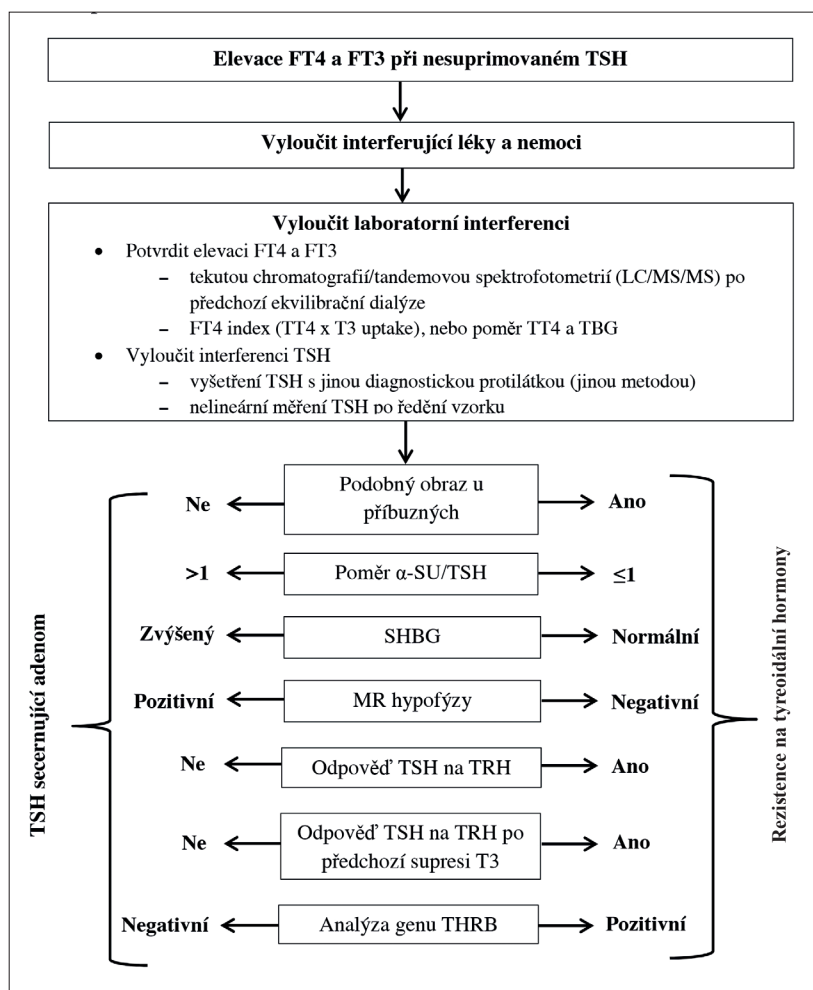 Elevace FT4 a FT3 při nesuprimovaném TSH
Vyloučit interferující léky a nemoci
Vyloučit laboratorní interferenci
• Potvrdit elevaci FT4 a FT3
– tekutou chromatografií/tandemovou spektrofotometrií (LC/MS/MS) po
předchozí ekvilibrační dialýze
– FT4 index (TT4 x T3 uptake), nebo poměr TT4 a TBG
• Vyloučit interferenci TSH
– vyšetření TSH s jinou diagnostickou protilátkou (jinou metodou)
– nelineární měření TSH po ředění vzorku
TSH secernující adenom
Ne
Podobný obraz u
příbuzných
Ano
>1
Poměr α-SU/TSH
≤1
Zvýšený
SHBG
Normální
Pozitivní
MR hypofýzy
Negativní
Ne
Odpověď TSH na TRH
Ano
Ne
Odpověď TSH na TRH po
předchozí supresi T3
Ano
Negativní
Analýza genu THRB
Pozitivní
Rezistence na tyreoidální hormony